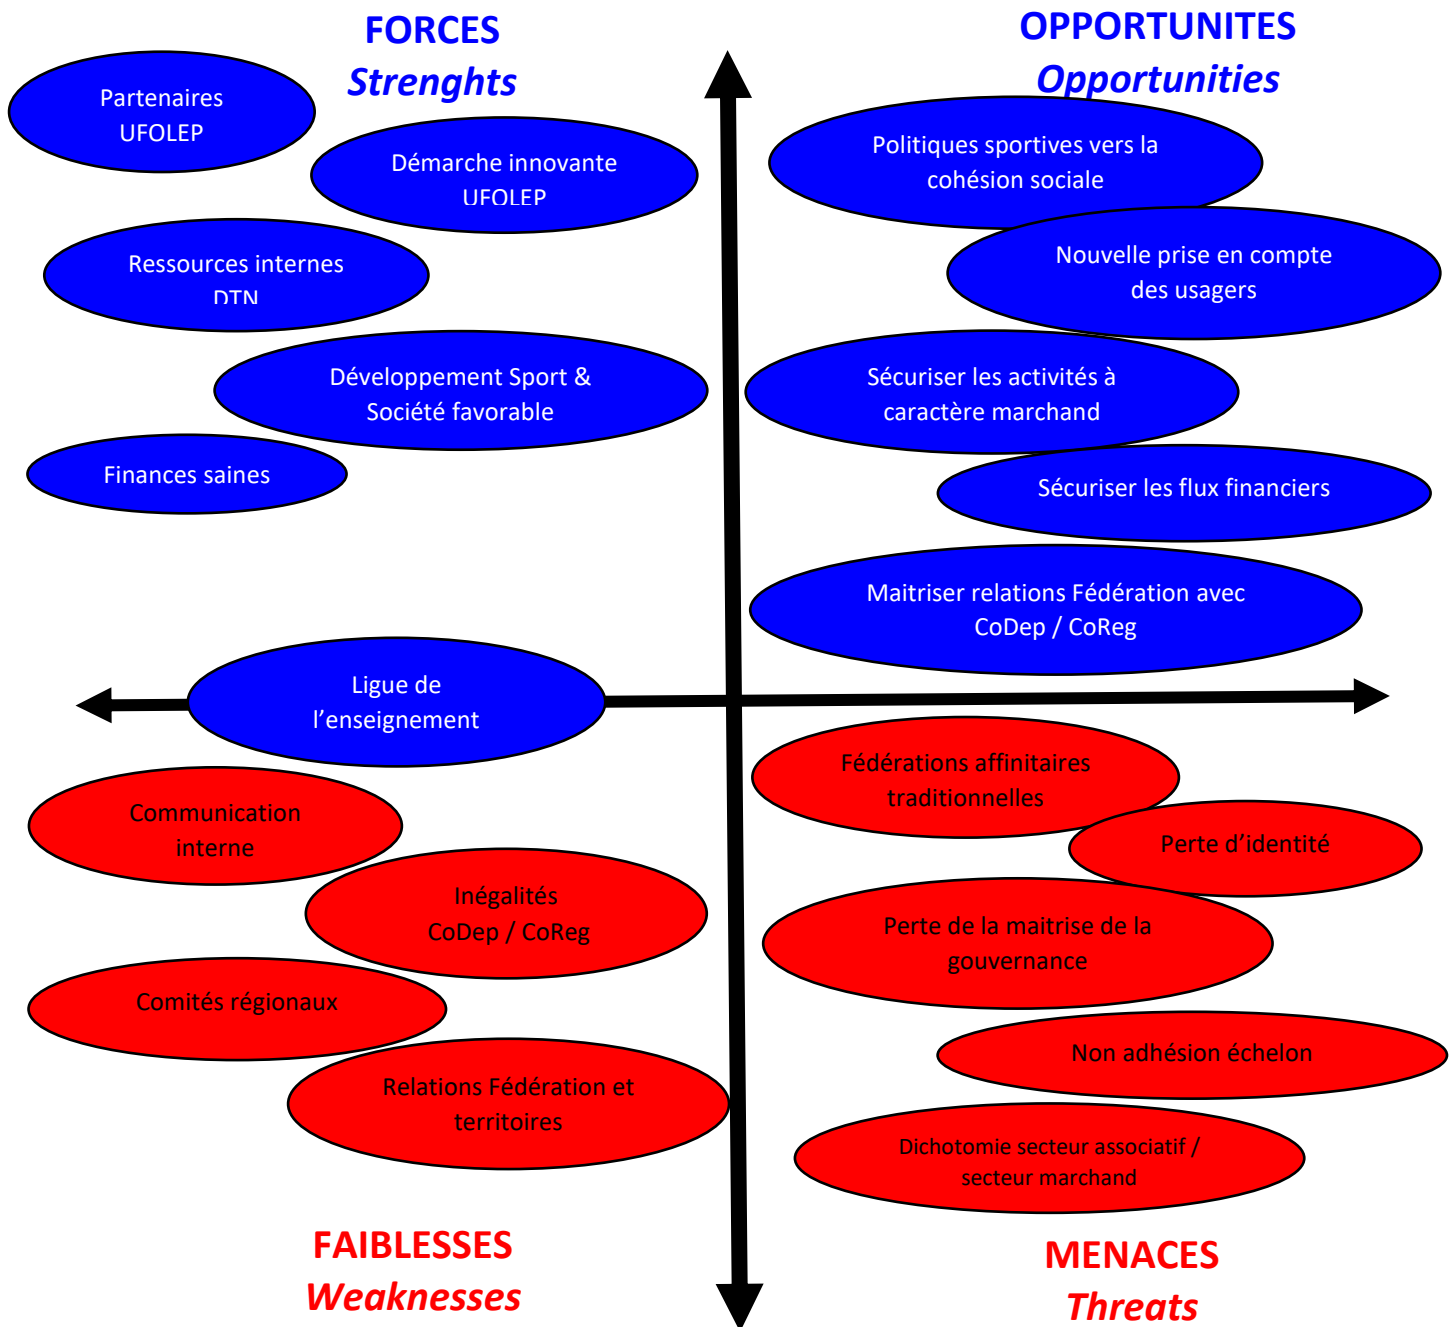 FORCES
Strenghts
Partenaires
UFOLEP
Démarche innovante
UFOLEP
Ressources internes
DTN
Développement Sport &
Société favorable
Finances saines
OPPORTUNITES
Opportunities
Politiques sportives vers la
cohésion sociale
Nouvelle prise en compte
des usagers
Sécuriser les activités à
caractère marchand
Sécuriser les flux financiers
Maitriser relations Fédération avec
CoDep / CoReg
Ligue de
l’enseignement
Communication
interne
Inégalités
CoDep / CoReg
Comités régionaux
Relations Fédération et
territoires
FAIBLESSES
Weaknesses
Fédérations affinitaires
traditionnelles
Perte d’identité
Perte de la maitrise de la
gouvernance
Non adhésion échelon
Dichotomie secteur associatif /
secteur marchand
MENACES
Threats